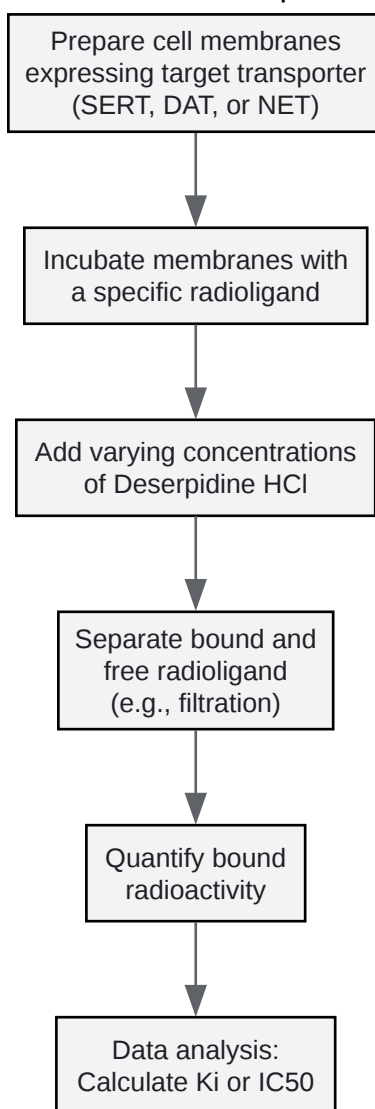 Prepare cell membranes
expressing target transporter
(SERT, DAT, or NET)
Incubate membranes with
a specific radioligand
Add varying concentrations
of Deserpidine HCl
Separate bound and
free radioligand
(e.g., filtration)
Quantify bound
radioactivity
Data analysis:
Calculate Ki or IC50